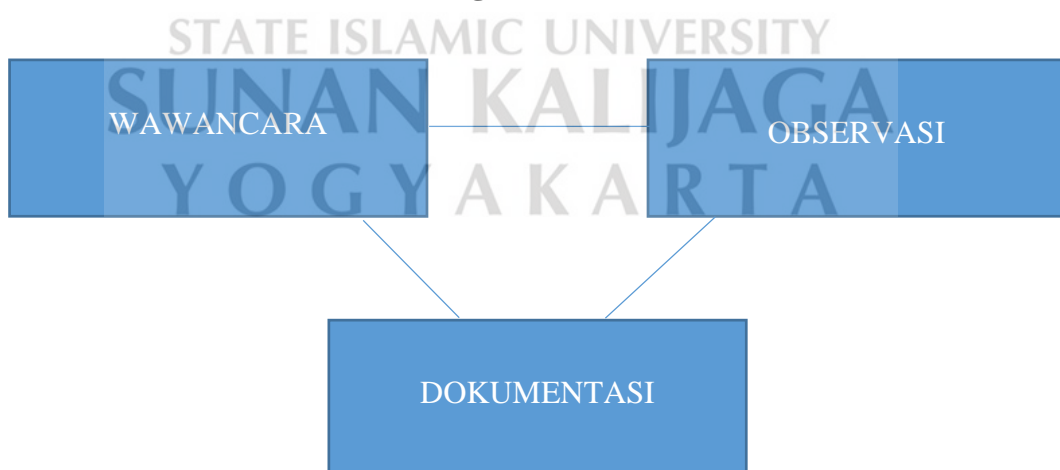 STATE ISLAMIC UNIVERSITY
SUNAN KALIJAGA
YOGYAKARTA
WAWANCARA
OBSERVASI
DOKUMENTASI